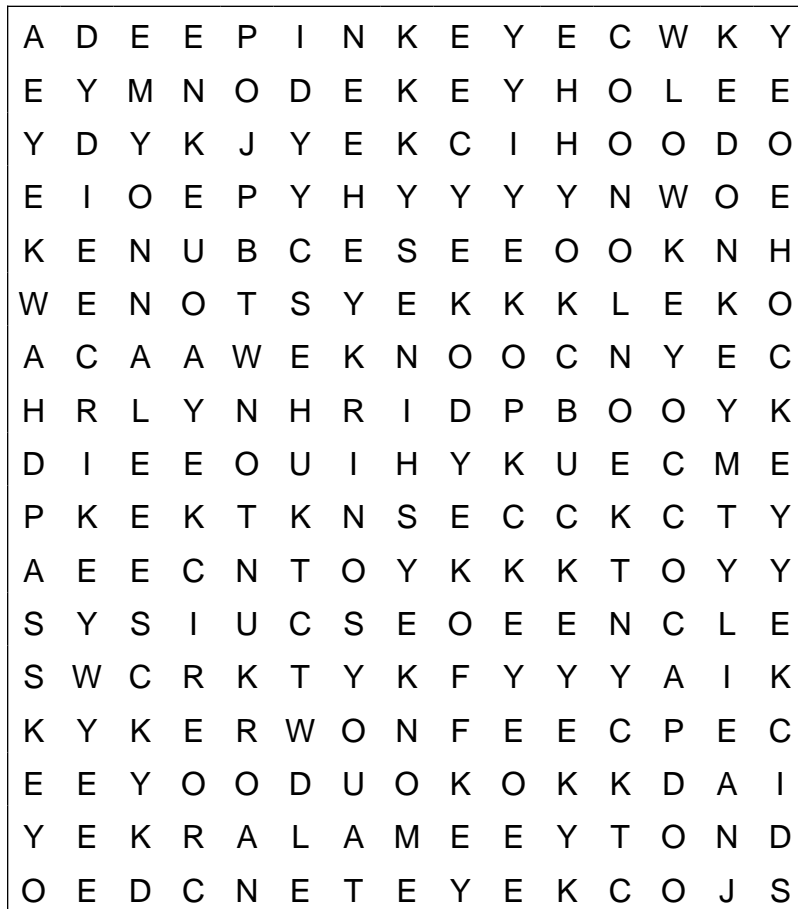 A D E E P I N K E Y E C W K Y
E Y M N O D E K E Y H O L E E
Y D Y K J Y E K C I H O O D O
E I O E P Y H Y Y Y Y N W O E
K E N U B C E S E E O O K N H
W E N O T S Y E K K K L E K O
A C A A W E K N O O C N Y E C
H R L Y N H R I D P B O O Y K
D I E E O U I H Y K U E C M E
P K E K T K N S E C C K C T Y
A E E C N T O Y K K K T O Y Y
S Y S I U C S E O E E N C L E
S W C R K T Y K F Y Y Y A I K
K Y K E R W O N F E E C P E C
E E Y O O D U O K O K K D A I
Y E K R A L A M E E Y T O N D
O E D C N E T E Y E K C O J S